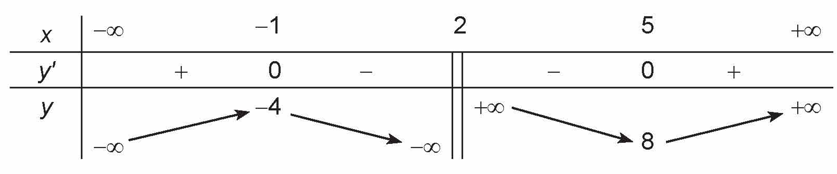 x −∞ −1 2 5 +∞
y' + 0 − − 0 +
y −∞ −4 −∞ +∞ 8 +∞